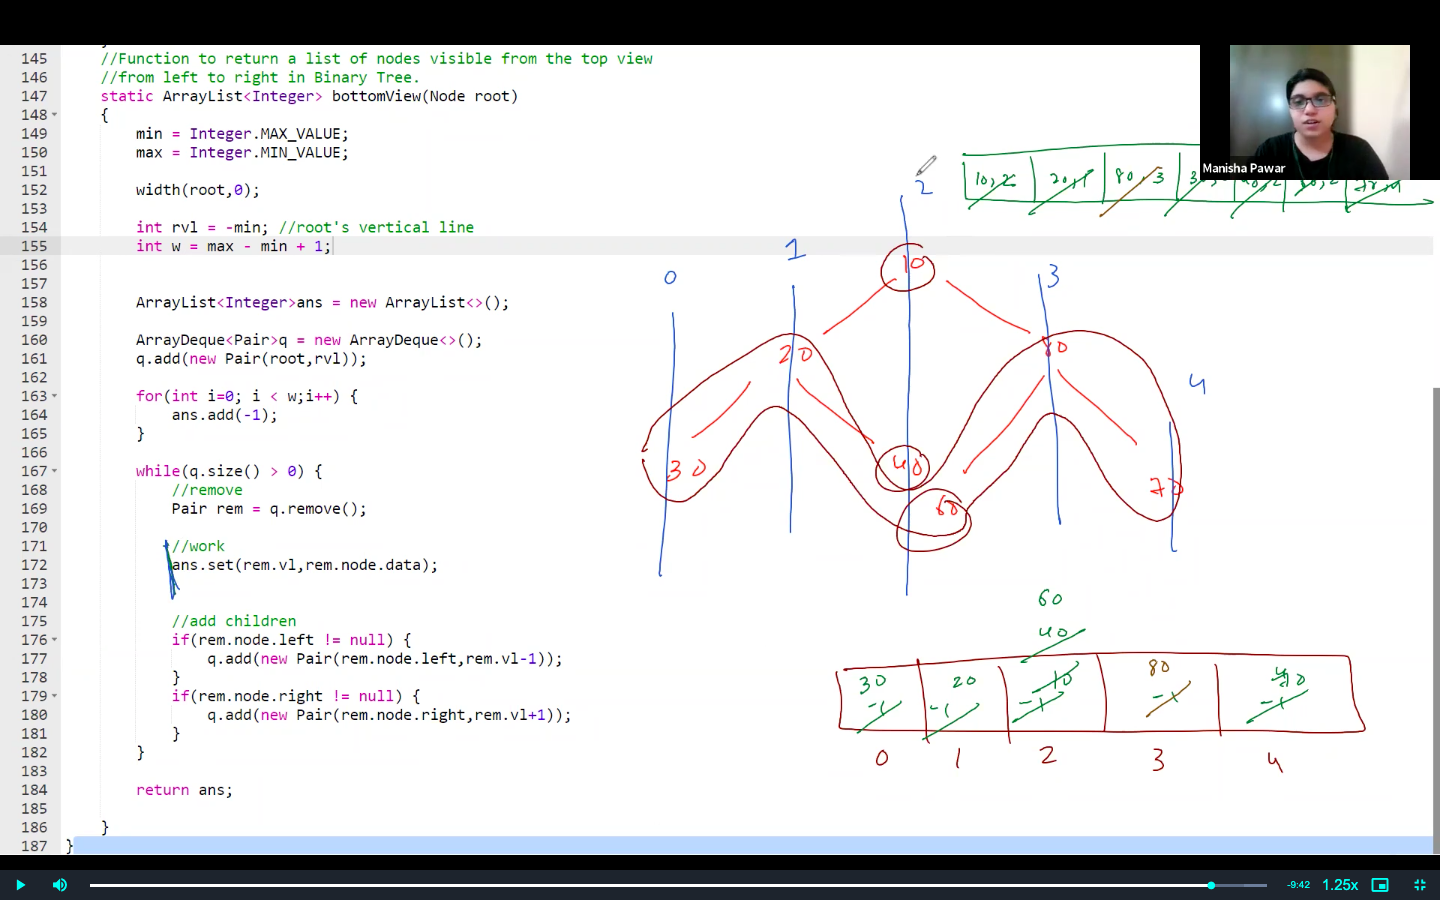 145 //Function to return a list of nodes visible from the top view
146 //from left to right in Binary Tree.
147 static ArrayList<Integer> bottomView(Node root)
148 {
149 min = Integer.MAX_VALUE;
150 max = Integer.MIN_VALUE;
151
152 width(root,0);
153
154 int rvl = -min; //root's vertical line
155 int w = max - min + 1;
156
157
158 ArrayList<Integer>ans = new ArrayList<>();
159
160 ArrayDeque<Pair>q = new ArrayDeque<>();
161 q.add(new Pair(root,rvl));
162
163 for(int i=0; i < w;i++) {
164 ans.add(-1);
165 }
166
167 while(q.size() > 0) {
168 //remove
169 Pair rem = q.remove();
170
171 //work
172 ans.set(rem.vl,rem.node.data);
173
174
175 //add children
176 if(rem.node.left != null) {
177 q.add(new Pair(rem.node.left,rem.vl-1));
178 }
179 if(rem.node.right != null) {
180 q.add(new Pair(rem.node.right,rem.vl+1));
181 }
182 }
183
184 return ans;
185
186 }
187 }
Manisha Pawar
10,2 20,1 80,3
2
0 1 3 4
10
20 80
30 40 60 70
60
40
30 20 10 80
-1 -1 -1 -1 -1
0 1 2 3 4
-9:42 1.25x